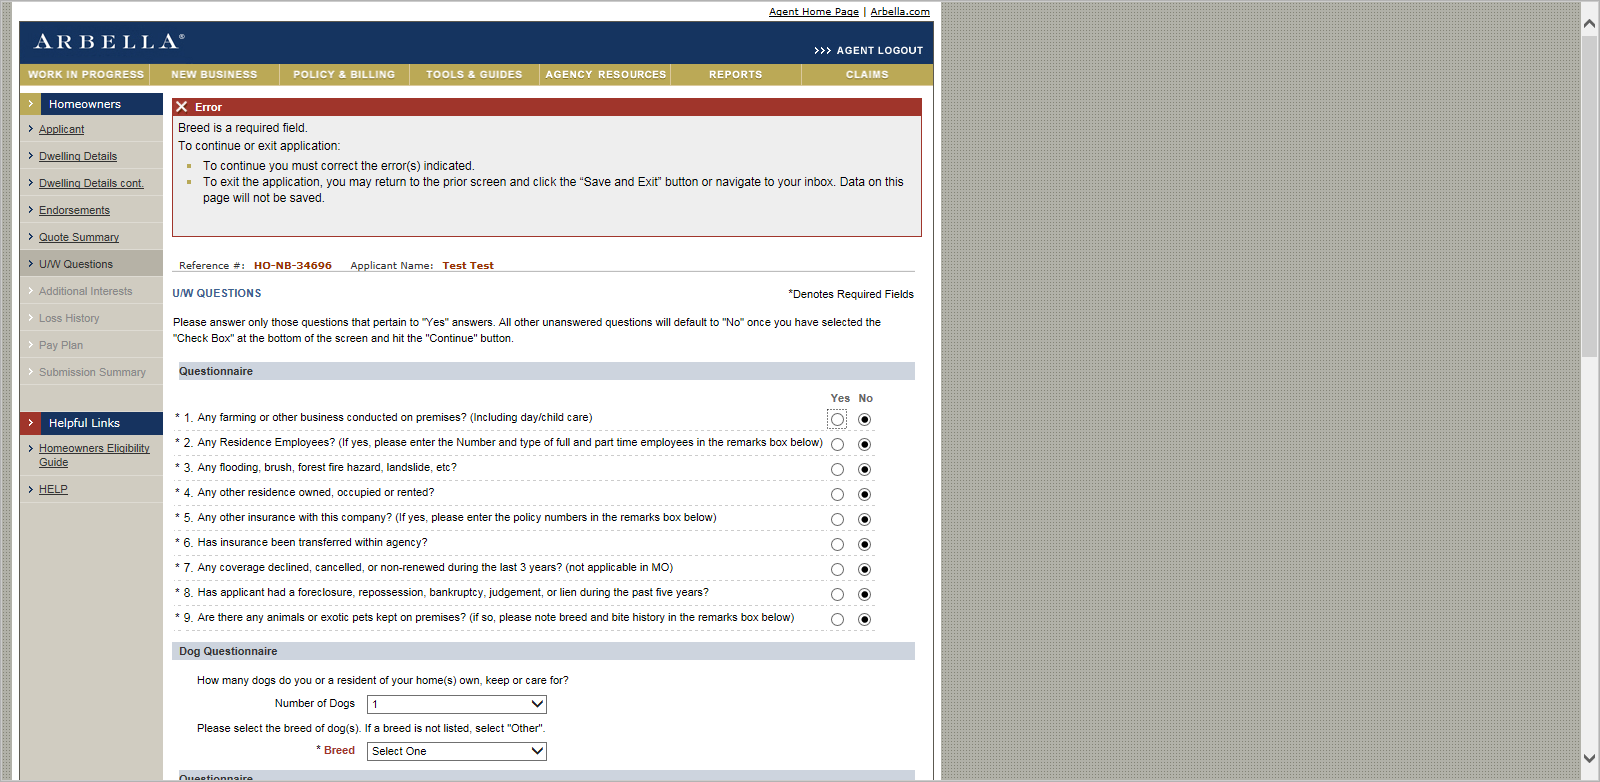 Agent Home Page | Arbella.com
ARBELLA®
>>> AGENT LOGOUT
WORK IN PROGRESS NEW BUSINESS POLICY & BILLING TOOLS & GUIDES AGENCY RESOURCES REPORTS CLAIMS
Homeowners
Applicant
Dwelling Details
Dwelling Details cont.
Endorsements
Quote Summary
U/W Questions
Additional Interests
Loss History
Pay Plan
Submission Summary
Helpful Links
Homeowners Eligibility
Guide
HELP
Error
Breed is a required field.
To continue or exit application:
To continue you must correct the error(s) indicated.
To exit the application, you may return to the prior screen and click the “Save and Exit” button or navigate to your inbox. Data on this
page will not be saved.
Reference #: HO-NB-34696 Applicant Name: Test Test
U/W QUESTIONS
*Denotes Required Fields
Please answer only those questions that pertain to "Yes" answers. All other unanswered questions will default to "No" once you have selected the
"Check Box" at the bottom of the screen and hit the "Continue" button.
Questionnaire
Yes No
* 1. Any farming or other business conducted on premises? (Including day/child care)
* 2. Any Residence Employees? (If yes, please enter the Number and type of full and part time employees in the remarks box below)
* 3. Any flooding, brush, forest fire hazard, landslide, etc?
* 4. Any other residence owned, occupied or rented?
* 5. Any other insurance with this company? (If yes, please enter the policy numbers in the remarks box below)
* 6. Has insurance been transferred within agency?
* 7. Any coverage declined, cancelled, or non-renewed during the last 3 years? (not applicable in MO)
* 8. Has applicant had a foreclosure, repossession, bankruptcy, judgement, or lien during the past five years?
* 9. Are there any animals or exotic pets kept on premises? (if so, please note breed and bite history in the remarks box below)
Dog Questionnaire
How many dogs do you or a resident of your home(s) own, keep or care for?
Number of Dogs 1
Please select the breed of dog(s). If a breed is not listed, select "Other".
* Breed Select One
Questionnaire